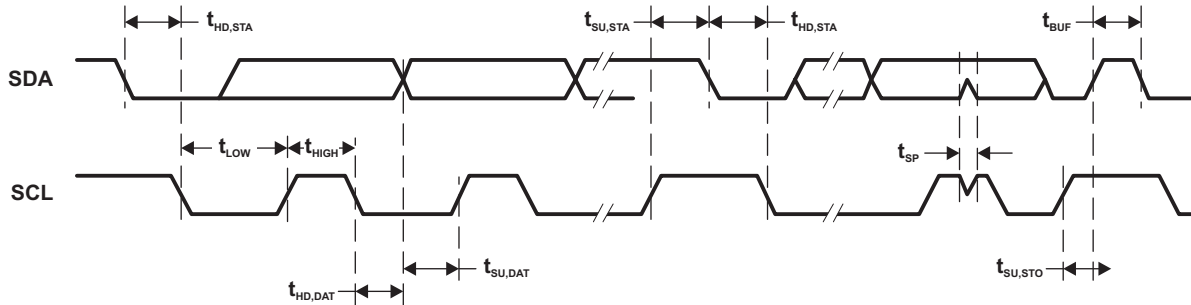 tHD,STA
tSU,STA
tHD,STA
tBUF
SDA
tLOW
tHIGH
tSP
SCL
tSU,DAT
tSU,STO
tHD,DAT